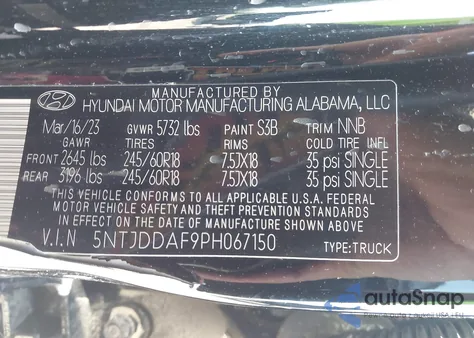 MANUFACTURED BY
HYUNDAI MOTOR MANUFACTURING ALABAMA, LLC
Mar/16/23 GVWR 5732 lbs PAINT S3B TRIM NNB
GAWR TIRES RIMS COLD TIRE INFL
FRONT 2645 lbs 245/60R18 7.5JX18 35 psi SINGLE
REAR 3196 lbs 245/60R18 7.5JX18 35 psi SINGLE
THIS VEHICLE CONFORMS TO ALL APPLICABLE U.S.A. FEDERAL
MOTOR VEHICLE SAFETY AND THEFT PREVENTION STANDARDS
IN EFFECT ON THE DATE OF MANUFACTURE SHOWN ABOVE
V.I.N 5NTJDDAF9PH067150 TYPE:TRUCK
autoSnap